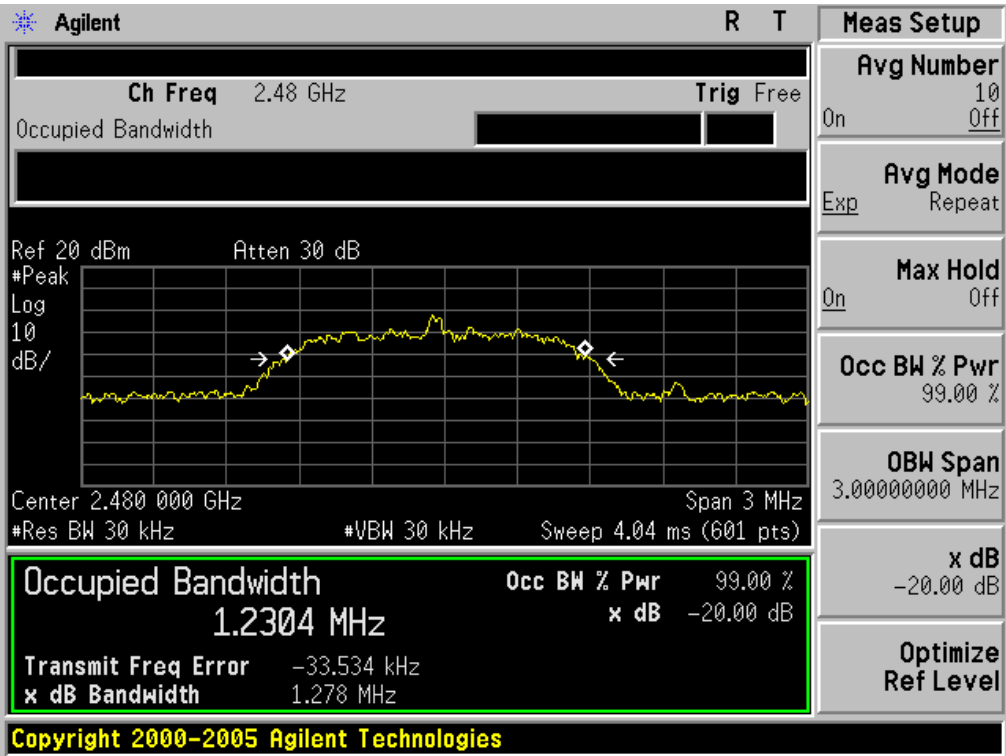 Agilent R T
Ch Freq 2.48 GHz Trig Free
Occupied Bandwidth
Ref 20 dBm Atten 30 dB
#Peak
Log
10
dB/
Center 2.480 000 GHz Span 3 MHz
#Res BW 30 kHz #VBW 30 kHz Sweep 4.04 ms (601 pts)
Occupied Bandwidth Occ BW % Pwr 99.00 %
1.2304 MHz x dB -20.00 dB
Transmit Freq Error -33.534 kHz
x dB Bandwidth 1.278 MHz
Copyright 2000-2005 Agilent Technologies
Meas Setup
Avg Number
10
On Off
Avg Mode
Exp Repeat
Max Hold
On Off
Occ BW % Pwr
99.00 %
OBW Span
3.00000000 MHz
x dB
-20.00 dB
Optimize
Ref Level